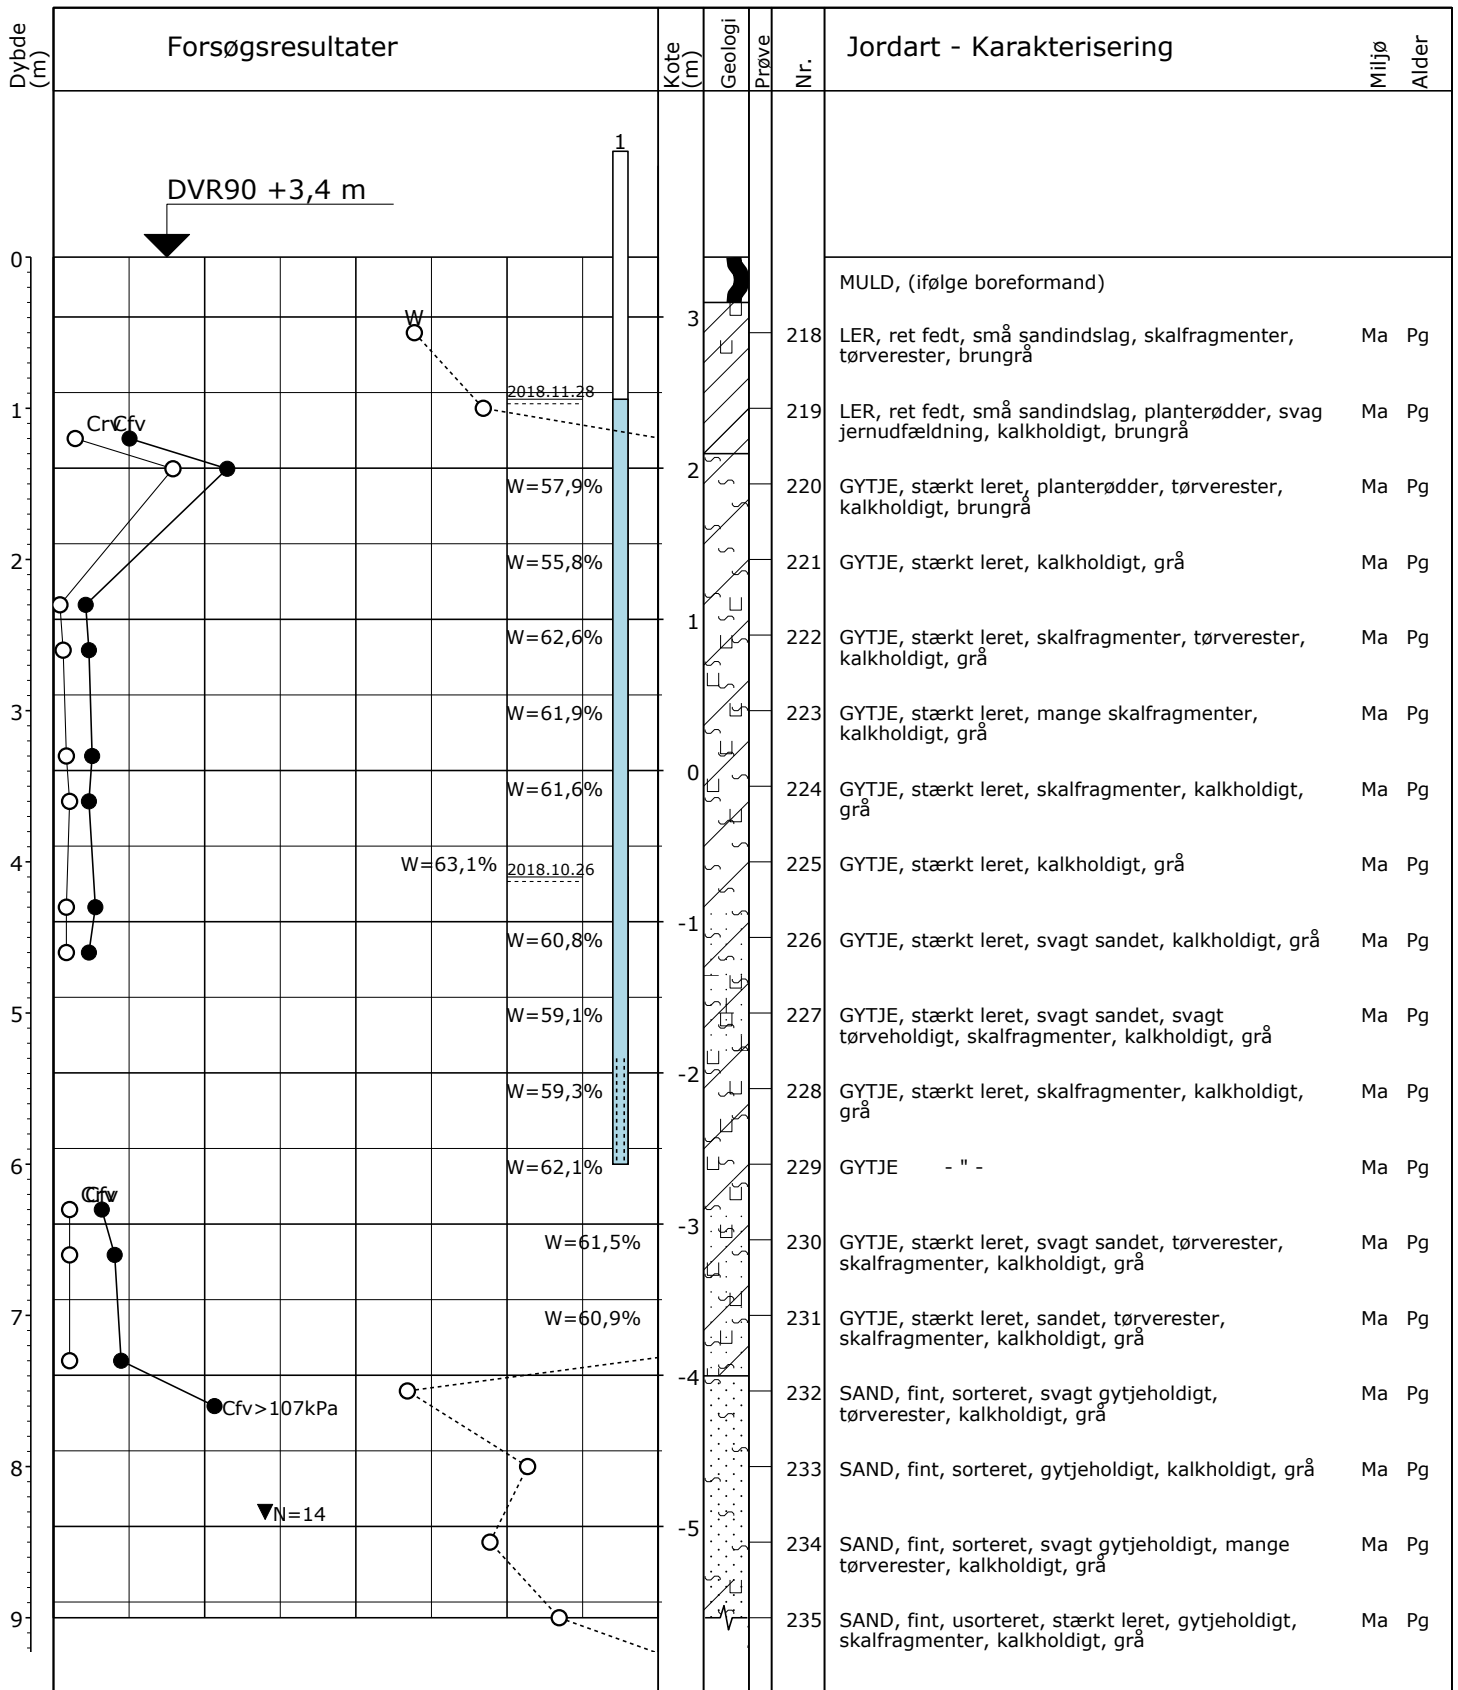 Dybde
(m)
Forsøgsresultater
Kote
(m)
Geologi
Prøve
Nr.
Jordart - Karakterisering
Miljø
Alder
1
DVR90 +3,4 m
0
MULD, (ifølge boreformand)
W
3
218 LER, ret fedt, små sandindslag, skalfragmenter, Ma Pg
tørverester, brungrå
2018.11.28
1
219 LER, ret fedt, små sandindslag, planterødder, svag Ma Pg
jernudfældning, kalkholdigt, brungrå
Crv Cfv
2
W=57,9%
220 GYTJE, stærkt leret, planterødder, tørverester, Ma Pg
kalkholdigt, brungrå
2
W=55,8%
221 GYTJE, stærkt leret, kalkholdigt, grå Ma Pg
1
W=62,6%
222 GYTJE, stærkt leret, skalfragmenter, tørverester, Ma Pg
kalkholdigt, grå
3
W=61,9%
223 GYTJE, stærkt leret, mange skalfragmenter, Ma Pg
kalkholdigt, grå
0
W=61,6%
224 GYTJE, stærkt leret, skalfragmenter, kalkholdigt, Ma Pg
grå
4
W=63,1%
2018.10.26
225 GYTJE, stærkt leret, kalkholdigt, grå Ma Pg
-1
W=60,8%
226 GYTJE, stærkt leret, svagt sandet, kalkholdigt, grå Ma Pg
5
W=59,1%
227 GYTJE, stærkt leret, svagt sandet, svagt Ma Pg
tørveholdigt, skalfragmenter, kalkholdigt, grå
-2
W=59,3%
228 GYTJE, stærkt leret, skalfragmenter, kalkholdigt, Ma Pg
grå
6
W=62,1%
229 GYTJE - " - Ma Pg
Crv Cfv
-3
W=61,5%
230 GYTJE, stærkt leret, svagt sandet, tørverester, Ma Pg
skalfragmenter, kalkholdigt, grå
7
W=60,9%
231 GYTJE, stærkt leret, sandet, tørverester, Ma Pg
skalfragmenter, kalkholdigt, grå
-4
Cfv>107kPa
232 SAND, fint, sorteret, svagt gytjeholdigt, Ma Pg
tørverester, kalkholdigt, grå
8
233 SAND, fint, sorteret, gytjeholdigt, kalkholdigt, grå Ma Pg
N=14
-5
234 SAND, fint, sorteret, svagt gytjeholdigt, mange Ma Pg
tørverester, kalkholdigt, grå
9
235 SAND, fint, usorteret, stærkt leret, gytjeholdigt, Ma Pg
skalfragmenter, kalkholdigt, grå